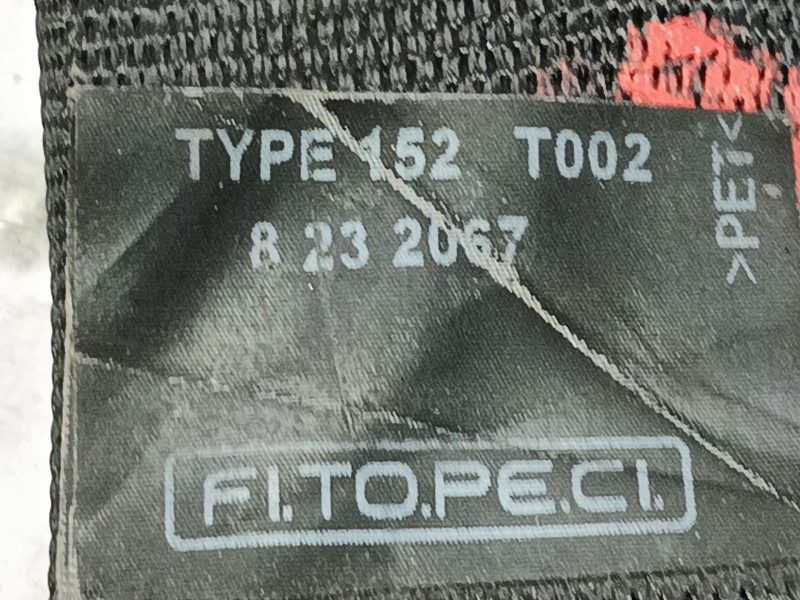 TYPE 152 T002
>PET<
8 23 2067
FI.TO.PE.CI.